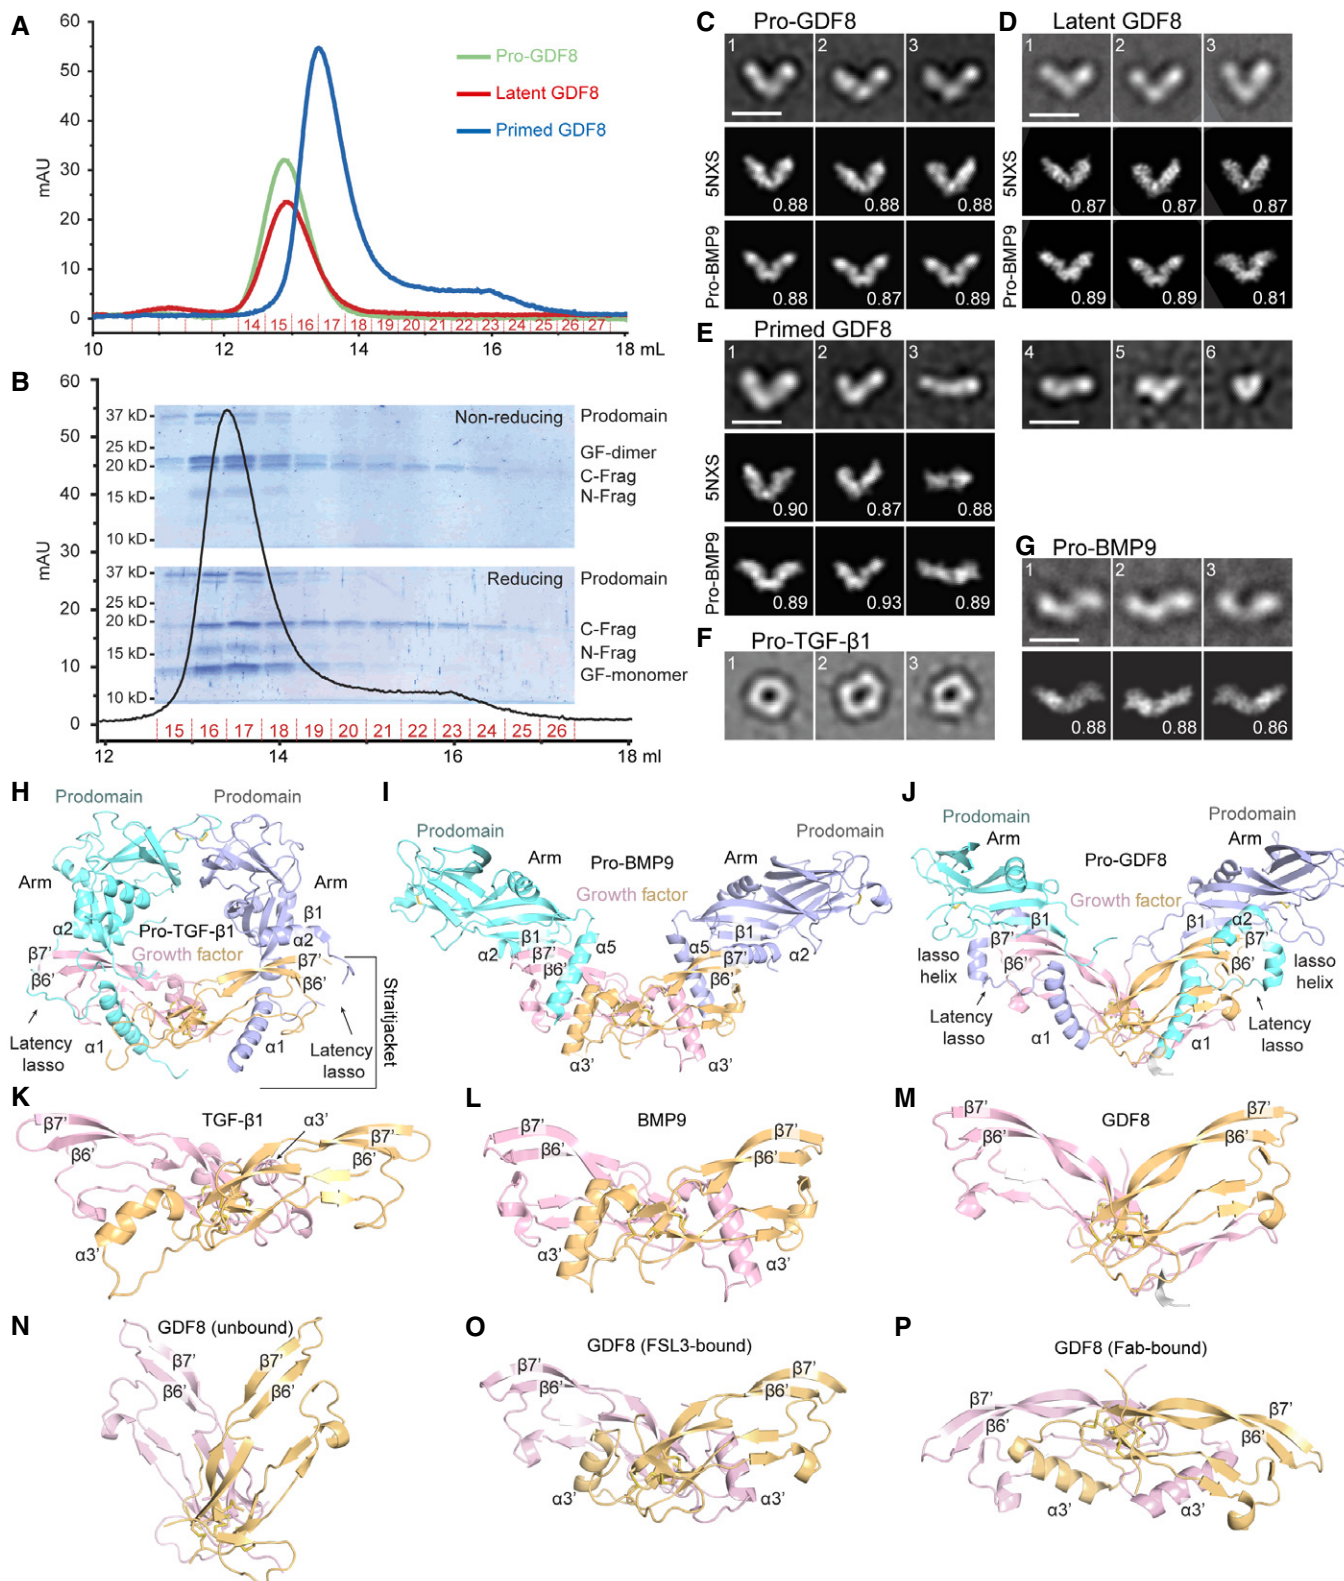 A
60
50
40
30
20
10
0
mAU
Pro-GDF8
Latent GDF8
Primed GDF8
14 15 16 17 18 19 20 21 22 23 24 25 26 27
10 12 14 16 18 mL
B
60
50
40
30
20
10
0
mAU
37 kD
25 kD
20 kD
15 kD
10 kD
Non-reducing
Prodomain
GF-dimer
C-Frag
N-Frag
37 kD
25 kD
20 kD
15 kD
10 kD
Reducing
Prodomain
C-Frag
N-Frag
GF-monomer
15 16 17 18 19 20 21 22 23 24 25 26
12 14 16 18 ml
C Pro-GDF8
1 2 3
5NXS
0.88 0.88 0.88
Pro-BMP9
0.88 0.87 0.89
D Latent GDF8
1 2 3
5NXS
0.87 0.87 0.87
Pro-BMP9
0.89 0.89 0.81
4 5 6
E Primed GDF8
1 2 3
5NXS
0.90 0.87 0.88
Pro-BMP9
0.89 0.93 0.89
F Pro-TGF-β1
1 2 3
G Pro-BMP9
1 2 3
0.88 0.88 0.86
H
Prodomain Prodomain
Arm Arm
β1
α2 α2
Pro-TGF-β1
β7' Growth factor β7'
β6' β6'
Latency lasso
α1 α1
Latency lasso
Straitjacket
I
Prodomain Prodomain
Arm Pro-BMP9 Arm
Growth factor
β1 α5 α5 β1
α2 β7' β7' α2
β6' β6'
α3' α3'
J
Prodomain Prodomain
Arm Pro-GDF8 Arm
Growth factor
β1 β1 α2
β7' β7'
β6' β6'
lasso helix lasso helix
Latency lasso Latency lasso
α1 α1
K
TGF-β1
β7' α3' β7'
β6' β6'
α3'
L
BMP9
β7' β7'
β6' β6'
α3' α3'
M
GDF8
β7' β7'
β6' β6'
N
GDF8 (unbound)
β7' β7'
β6' β6'
O
GDF8 (FSL3-bound)
β7' β7'
β6' β6'
α3' α3'
P
GDF8 (Fab-bound)
β7' β7'
β6' β6'
α3' α3'